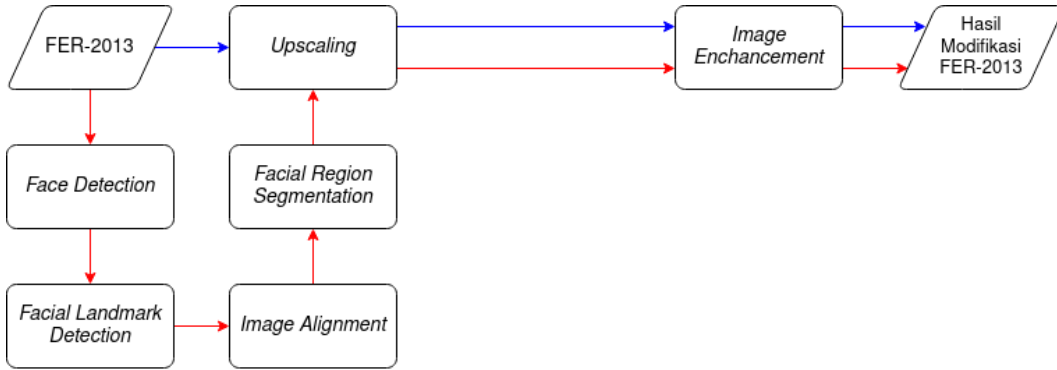 FER-2013
Upscaling
Image
Enchancement
Hasil
Modifikasi
FER-2013
Face Detection
Facial Region
Segmentation
Facial Landmark
Detection
Image Alignment